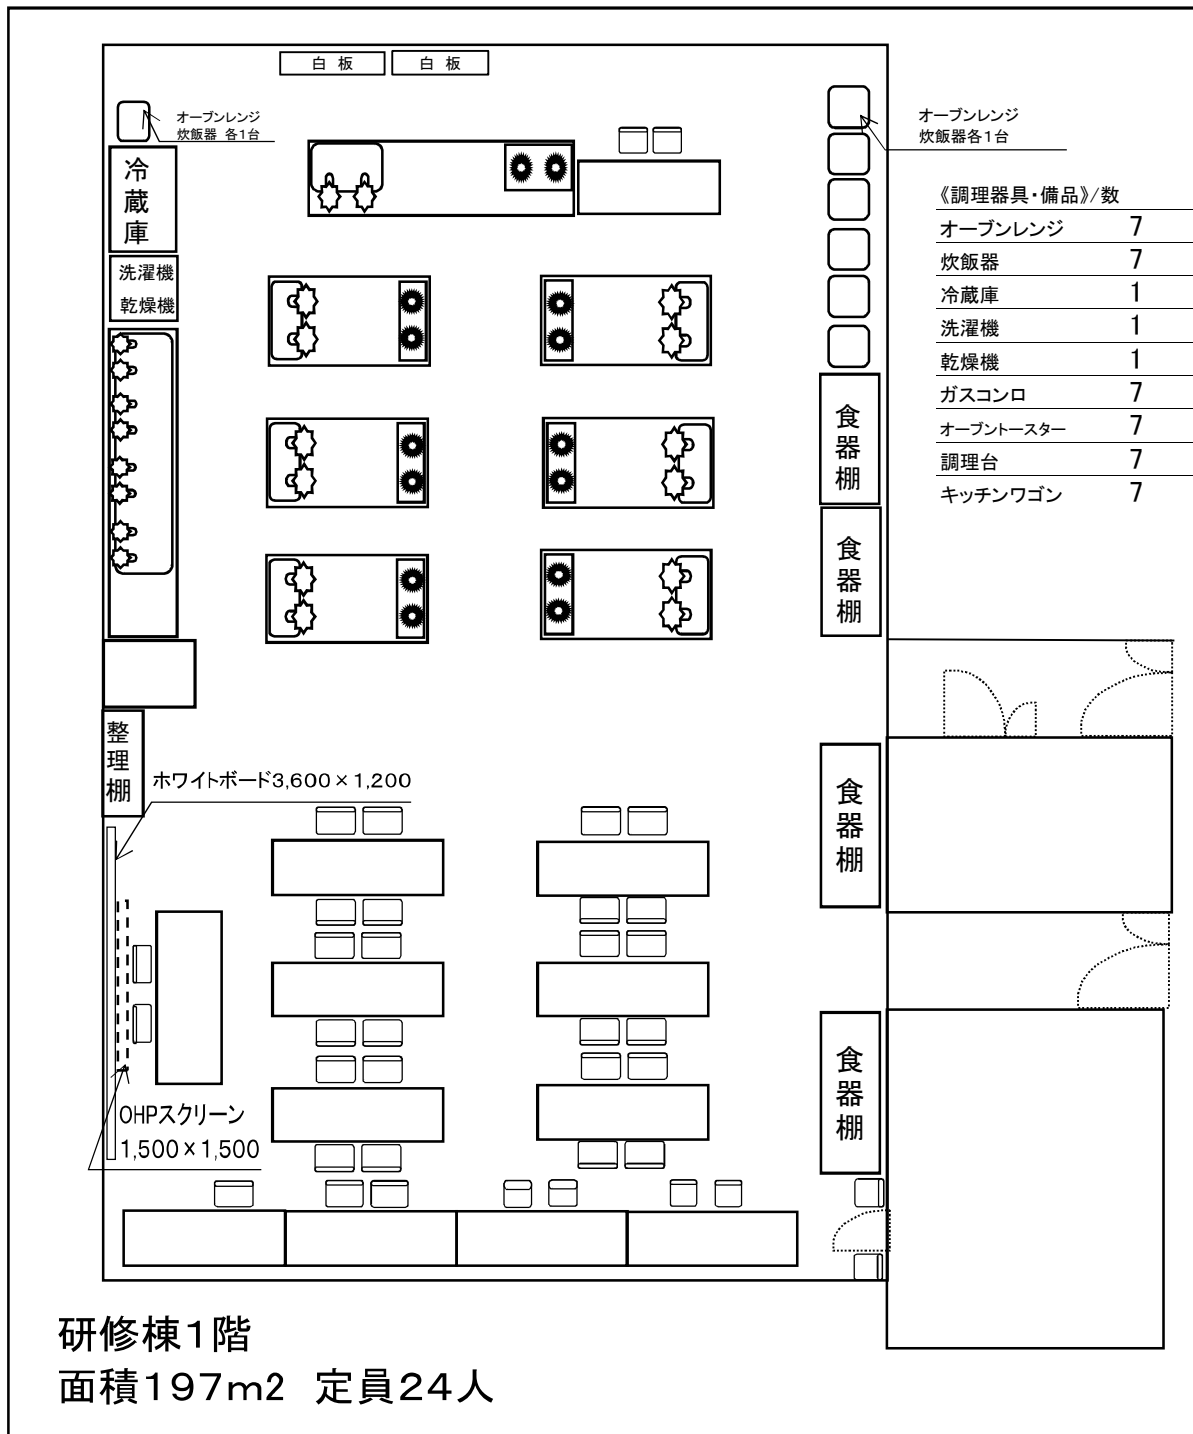 白 板
白 板
オーブンレンジ
炊飯器 各1台
オーブンレンジ
炊飯器各1台
冷蔵庫
洗濯機
乾燥機
《調理器具・備品》/数
オーブンレンジ 7
炊飯器 7
冷蔵庫 1
洗濯機 1
乾燥機 1
ガスコンロ 7
オーブントースター 7
調理台 7
キッチンワゴン 7
食器棚
食器棚
整理棚
ホワイトボード3,600×1,200
食器棚
食器棚
OHPスクリーン
1,500×1,500
研修棟1階
面積197m2 定員24人